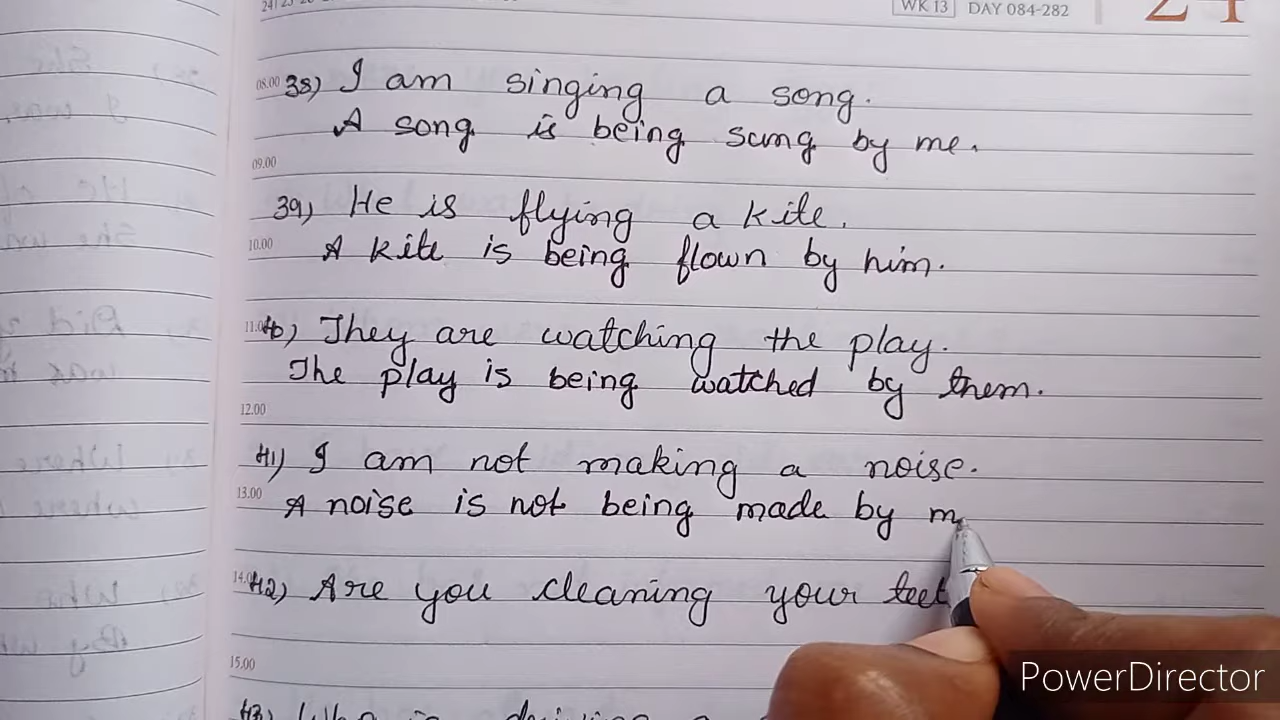 WK 13 DAY 084-282
24
08.00 38) I am singing a song.
A song is being sung by me.
09.00
39) He is flying a kite.
10.00 A kite is being flown by him.
11.00 40) They are watching the play.
The play is being watched by them.
12.00
41) I am not making a noise.
13.00 A noise is not being made by m
14.00 42) Are you cleaning your teet
15.00
43)
PowerDirector